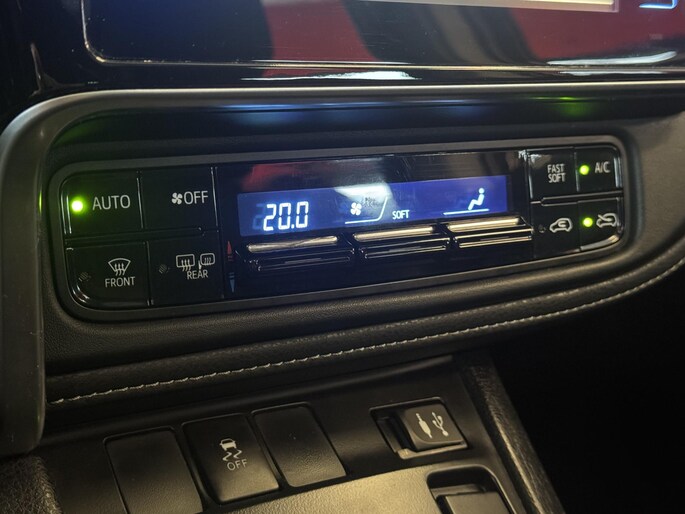 AUTO
OFF
FRONT
REAR
20.0
SOFT
FAST
SOFT
A/C
OFF